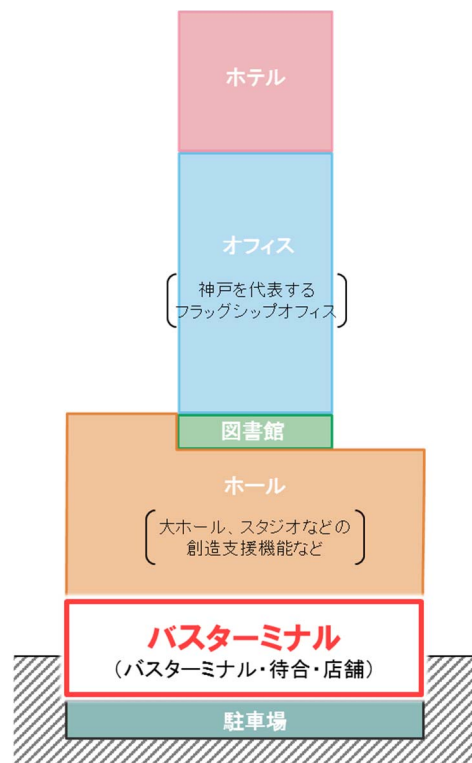 ホテル
オフィス
神戸を代表する
フラッグシップオフィス
図書館
ホール
大ホール、スタジオなどの
創造支援機能など
バスターミナル
（バスターミナル・待合・店舗）
駐車場